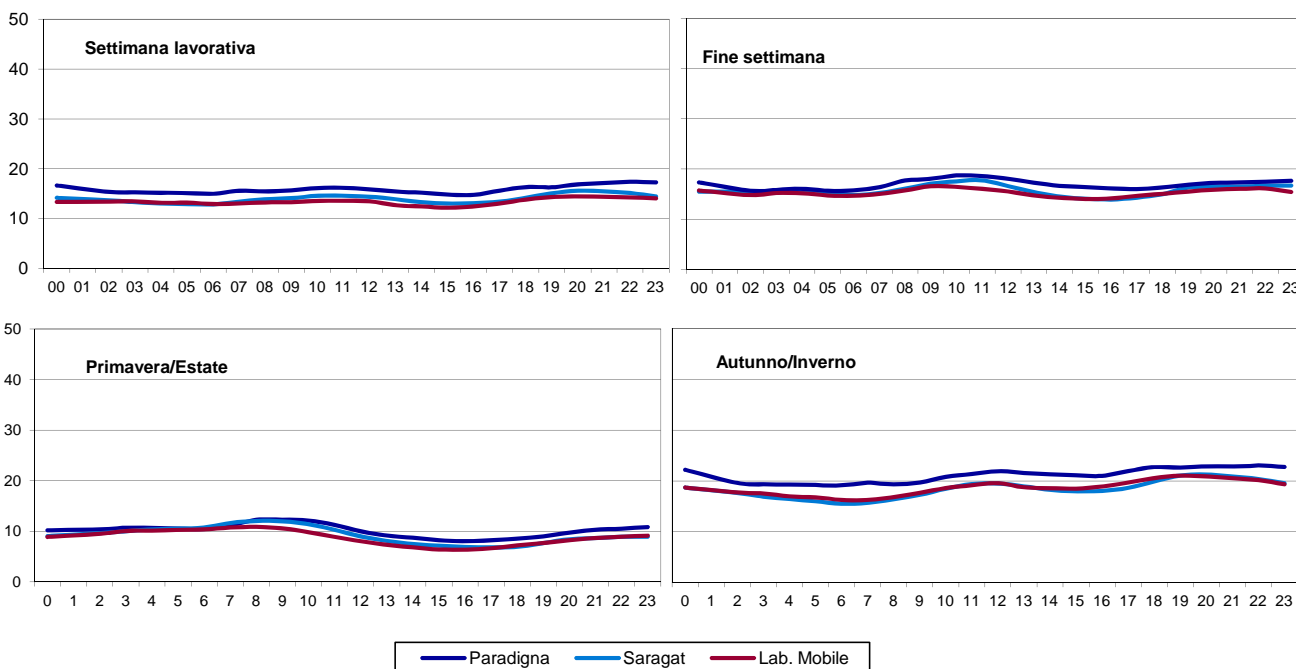 50
40
30
20
10
0
Settimana lavorativa
00 01 02 03 04 05 06 07 08 09 10 11 12 13 14 15 16 17 18 19 20 21 22 23
Fine settimana
00 01 02 03 04 05 06 07 08 09 10 11 12 13 14 15 16 17 18 19 20 21 22 23
50
40
30
20
10
0
Primavera/Estate
0 1 2 3 4 5 6 7 8 9 10 11 12 13 14 15 16 17 18 19 20 21 22 23
Autunno/Inverno
0 1 2 3 4 5 6 7 8 9 10 11 12 13 14 15 16 17 18 19 20 21 22 23
Paradigna Saragat Lab. Mobile